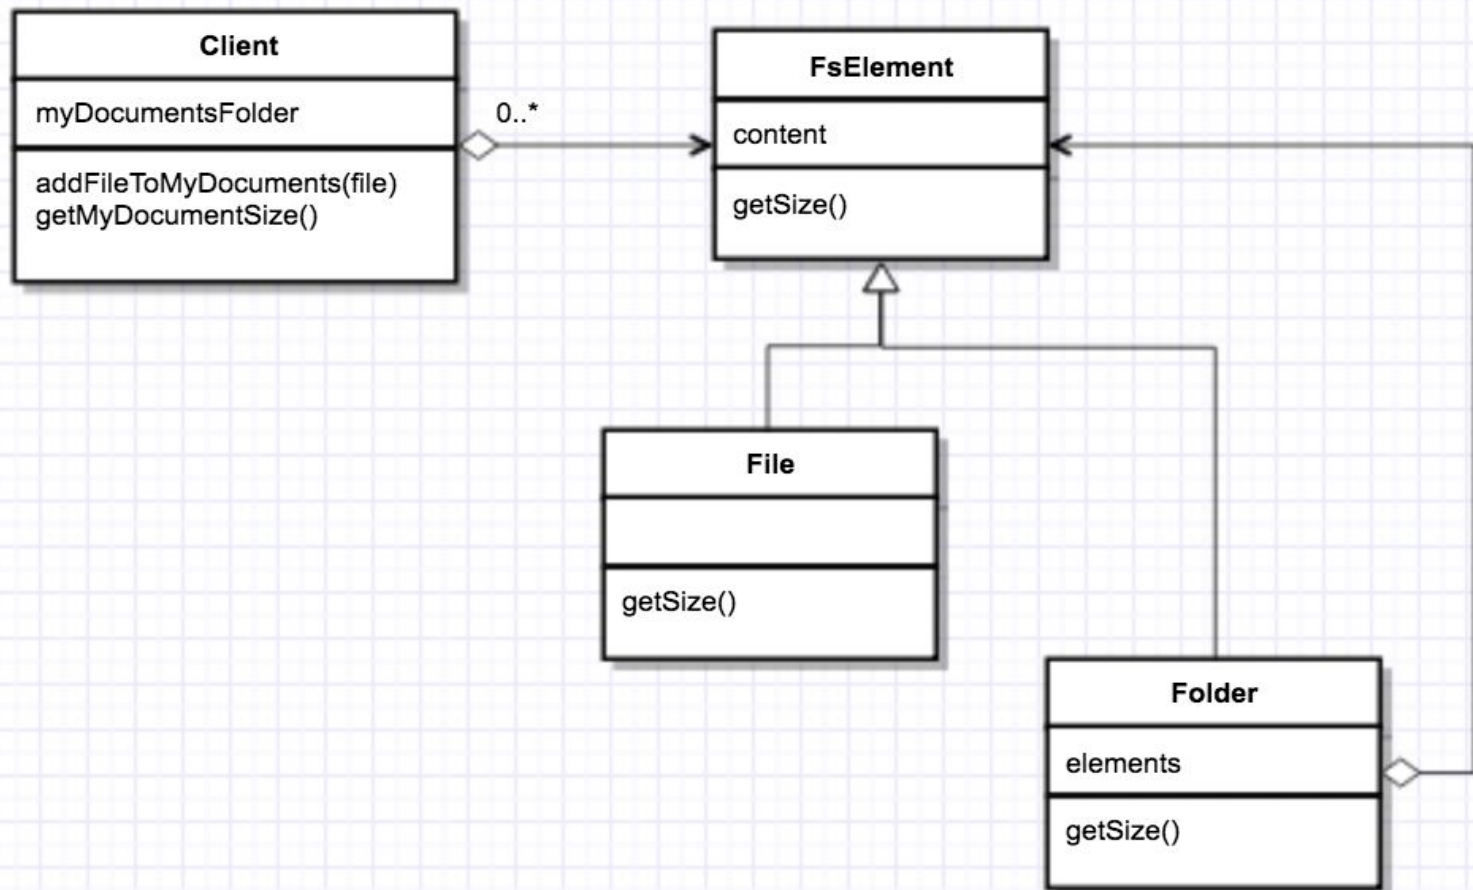 Client
myDocumentsFolder
addFileToMyDocuments(file)
getMyDocumentSize()
0..*
FsElement
content
getSize()
File
getSize()
Folder
elements
getSize()